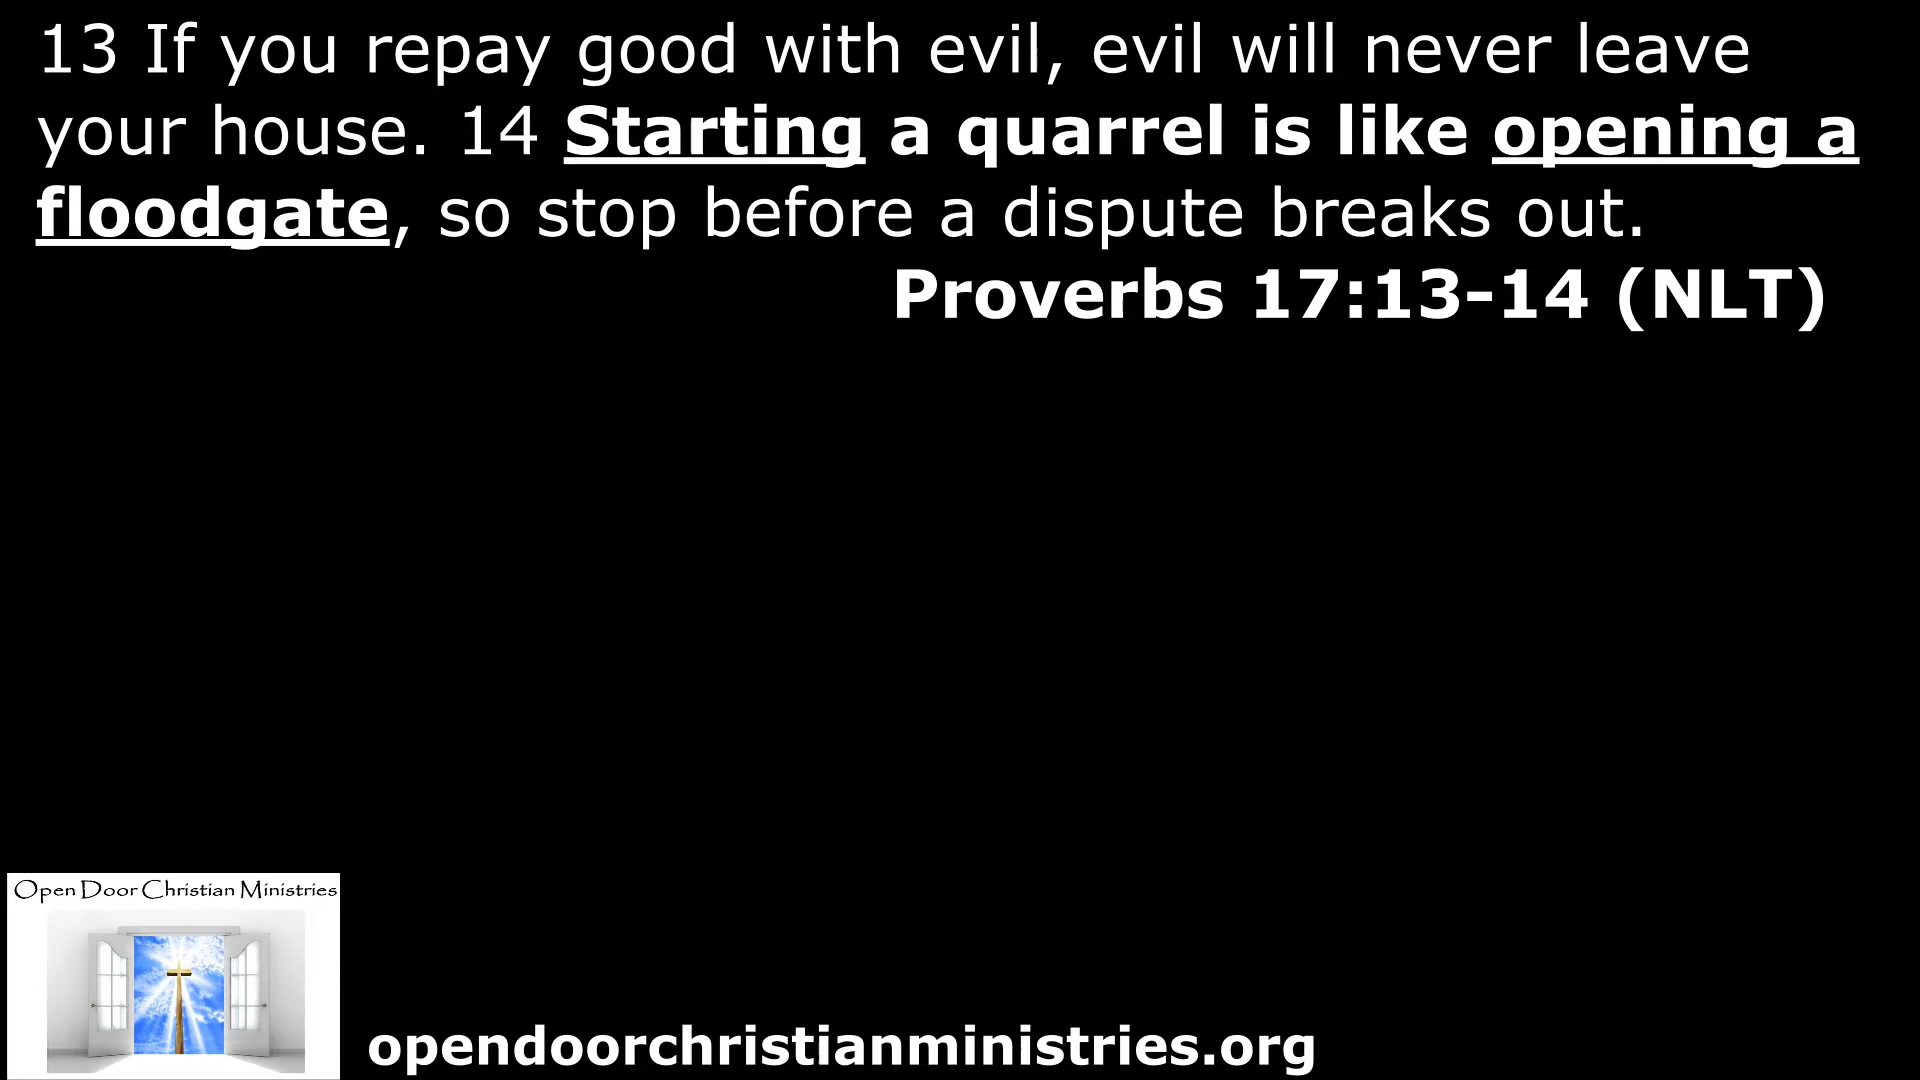 13 If you repay good with evil, evil will never leave
your house. 14 Starting a quarrel is like opening a
floodgate, so stop before a dispute breaks out.
Proverbs 17:13-14 (NLT)
Open Door Christian Ministries
opendoorchristianministries.org